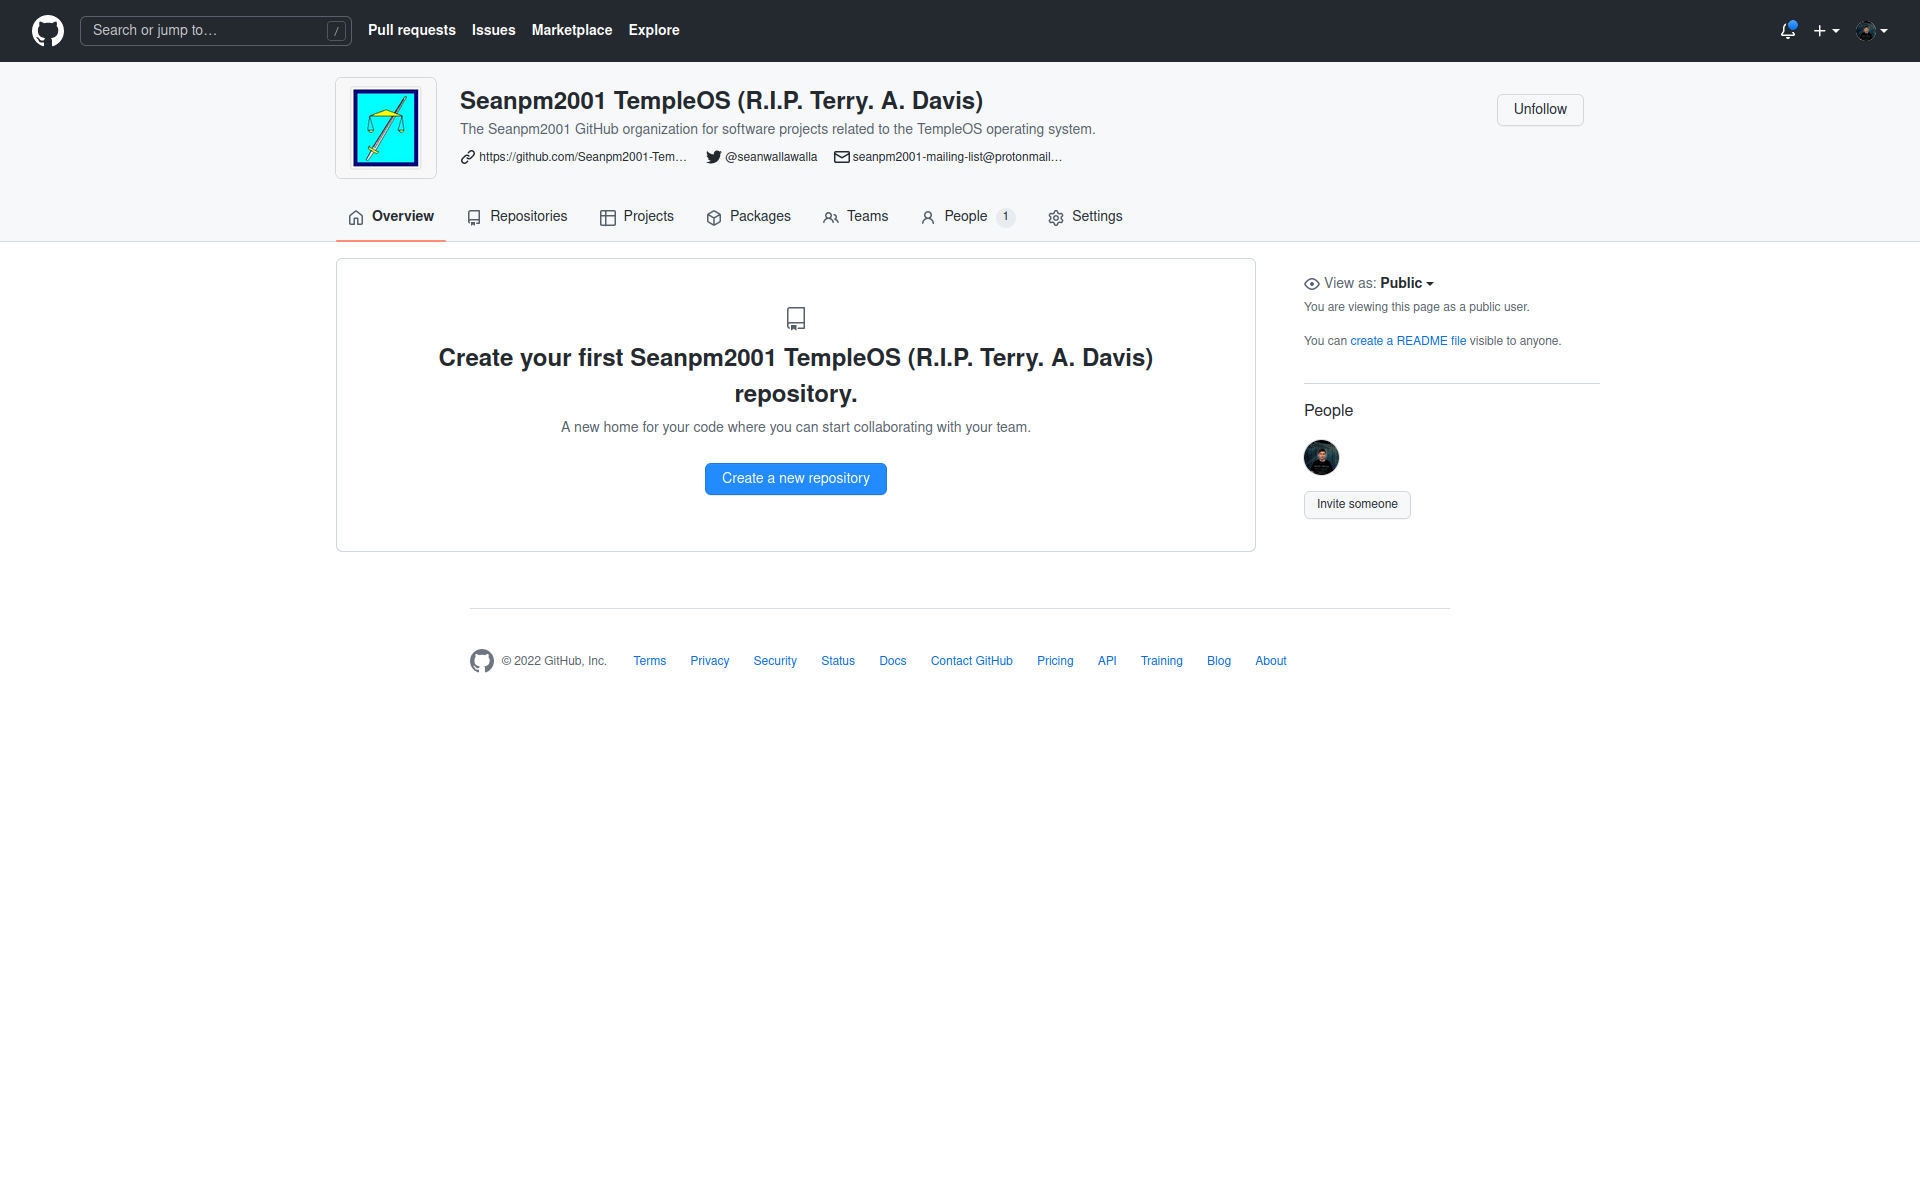 Search or jump to… /
Pull requests Issues Marketplace Explore
Seanpm2001 TempleOS (R.I.P. Terry. A. Davis)
Unfollow
The Seanpm2001 GitHub organization for software projects related to the TempleOS operating system.
https://github.com/Seanpm2001-Tem… @seanwallawalla seanpm2001-mailing-list@protonmail…
Overview Repositories Projects Packages Teams People 1 Settings
Create your first Seanpm2001 TempleOS (R.I.P. Terry. A. Davis)
repository.
A new home for your code where you can start collaborating with your team.
Create a new repository
View as: Public
You are viewing this page as a public user.
You can create a README file visible to anyone.
People
Invite someone
© 2022 GitHub, Inc. Terms Privacy Security Status Docs Contact GitHub Pricing API Training Blog About